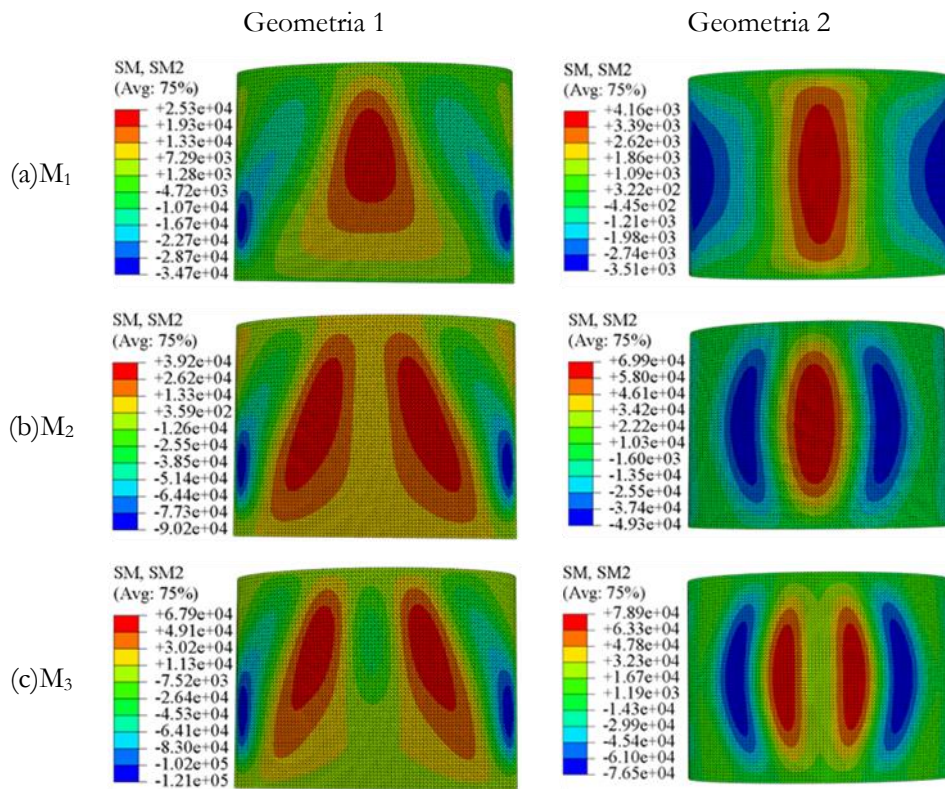 Geometria 1
Geometria 2
(a)M1
SM, SM2
(Avg: 75%)
+2.53e+04
+1.93e+04
+1.33e+04
+7.29e+03
+1.28e+03
-4.72e+03
-1.07e+04
-1.67e+04
-2.27e+04
-2.87e+04
-3.47e+04
SM, SM2
(Avg: 75%)
+4.16e+03
+3.39e+03
+2.62e+03
+1.86e+03
+1.09e+03
+3.22e+02
-4.45e+02
-1.21e+03
-1.98e+03
-2.74e+03
-3.51e+03
(b)M2
SM, SM2
(Avg: 75%)
+3.92e+04
+2.62e+04
+1.33e+04
+3.59e+02
-1.26e+04
-2.55e+04
-3.85e+04
-5.14e+04
-6.44e+04
-7.73e+04
-9.02e+04
SM, SM2
(Avg: 75%)
+6.99e+04
+5.80e+04
+4.61e+04
+3.42e+04
+2.22e+04
+1.03e+04
-1.60e+03
-1.35e+04
-2.55e+04
-3.74e+04
-4.93e+04
(c)M3
SM, SM2
(Avg: 75%)
+6.79e+04
+4.91e+04
+3.02e+04
+1.13e+04
-7.52e+03
-2.64e+04
-4.53e+04
-6.41e+04
-8.30e+04
-1.02e+05
-1.21e+05
SM, SM2
(Avg: 75%)
+7.89e+04
+6.33e+04
+4.78e+04
+3.23e+04
+1.67e+04
+1.19e+03
-1.43e+04
-2.99e+04
-4.54e+04
-6.10e+04
-7.65e+04